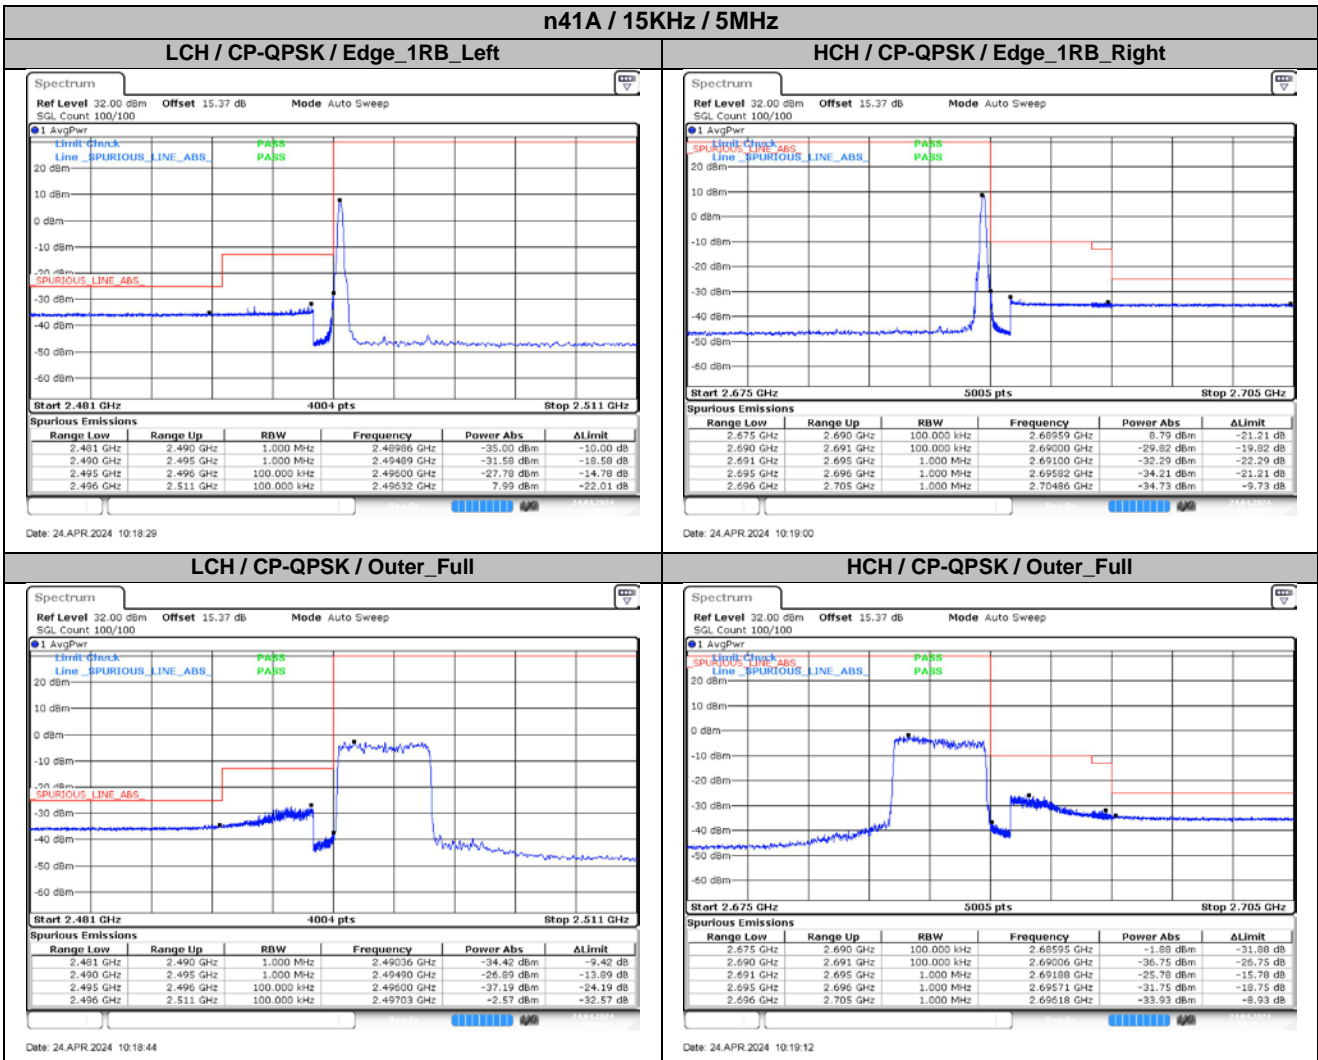 n41A / 15KHz / 5MHz
LCH / CP-QPSK / Edge_1RB_Left
HCH / CP-QPSK / Edge_1RB_Right
Spectrum
Ref Level 32.00 dBm Offset 15.37 dB Mode Auto Sweep
SGL Count 100/100
1 AvgPwr
Limit Check PASS
Line _SPURIOUS_LINE_ABS_ PASS
20 dBm
10 dBm
0 dBm
-10 dBm
-20 dBm
_SPURIOUS_LINE_ABS_
-30 dBm
-40 dBm
-50 dBm
-60 dBm
Start 2.481 GHz 4004 pts Stop 2.511 GHz
Spurious Emissions
Range Low Range Up RBW Frequency Power Abs ΔLimit
2.481 GHz 2.490 GHz 1.000 MHz 2.48986 GHz -35.00 dBm -10.00 dB
2.490 GHz 2.495 GHz 1.000 MHz 2.49489 GHz -31.58 dBm -18.58 dB
2.495 GHz 2.496 GHz 100.000 kHz 2.49600 GHz -27.78 dBm -14.78 dB
2.496 GHz 2.511 GHz 100.000 kHz 2.49632 GHz 7.99 dBm -22.01 dB
Date: 24.APR.2024 10:18:29
Spectrum
Ref Level 32.00 dBm Offset 15.37 dB Mode Auto Sweep
SGL Count 100/100
1 AvgPwr
Limit Check PASS
_SPURIOUS_LINE_ABS_
Line _SPURIOUS_LINE_ABS_ PASS
20 dBm
10 dBm
0 dBm
-10 dBm
-20 dBm
-30 dBm
-40 dBm
-50 dBm
-60 dBm
Start 2.675 GHz 5005 pts Stop 2.705 GHz
Spurious Emissions
Range Low Range Up RBW Frequency Power Abs ΔLimit
2.675 GHz 2.690 GHz 100.000 kHz 2.68959 GHz 8.79 dBm -21.21 dB
2.690 GHz 2.691 GHz 100.000 kHz 2.69000 GHz -29.82 dBm -19.82 dB
2.691 GHz 2.695 GHz 1.000 MHz 2.69100 GHz -32.29 dBm -22.29 dB
2.695 GHz 2.696 GHz 1.000 MHz 2.69582 GHz -34.21 dBm -21.21 dB
2.696 GHz 2.705 GHz 1.000 MHz 2.70486 GHz -34.73 dBm -9.73 dB
Date: 24.APR.2024 10:19:00
LCH / CP-QPSK / Outer_Full
HCH / CP-QPSK / Outer_Full
Spectrum
Ref Level 32.00 dBm Offset 15.37 dB Mode Auto Sweep
SGL Count 100/100
1 AvgPwr
Limit Check PASS
Line _SPURIOUS_LINE_ABS_ PASS
20 dBm
10 dBm
0 dBm
-10 dBm
-20 dBm
_SPURIOUS_LINE_ABS_
-30 dBm
-40 dBm
-50 dBm
-60 dBm
Start 2.481 GHz 4004 pts Stop 2.511 GHz
Spurious Emissions
Range Low Range Up RBW Frequency Power Abs ΔLimit
2.481 GHz 2.490 GHz 1.000 MHz 2.49036 GHz -34.42 dBm -9.42 dB
2.490 GHz 2.495 GHz 1.000 MHz 2.49490 GHz -26.89 dBm -13.89 dB
2.495 GHz 2.496 GHz 100.000 kHz 2.49600 GHz -37.19 dBm -24.19 dB
2.496 GHz 2.511 GHz 100.000 kHz 2.49703 GHz -2.57 dBm -32.57 dB
Date: 24.APR.2024 10:18:44
Spectrum
Ref Level 32.00 dBm Offset 15.37 dB Mode Auto Sweep
SGL Count 100/100
1 AvgPwr
Limit Check PASS
_SPURIOUS_LINE_ABS_
Line _SPURIOUS_LINE_ABS_ PASS
20 dBm
10 dBm
0 dBm
-10 dBm
-20 dBm
-30 dBm
-40 dBm
-50 dBm
-60 dBm
Start 2.675 GHz 5005 pts Stop 2.705 GHz
Spurious Emissions
Range Low Range Up RBW Frequency Power Abs ΔLimit
2.675 GHz 2.690 GHz 100.000 kHz 2.68595 GHz -1.88 dBm -31.88 dB
2.690 GHz 2.691 GHz 100.000 kHz 2.69006 GHz -36.75 dBm -26.75 dB
2.691 GHz 2.695 GHz 1.000 MHz 2.69188 GHz -25.78 dBm -15.78 dB
2.695 GHz 2.696 GHz 1.000 MHz 2.69571 GHz -31.75 dBm -18.75 dB
2.696 GHz 2.705 GHz 1.000 MHz 2.69618 GHz -33.93 dBm -8.93 dB
Date: 24.APR.2024 10:19:12